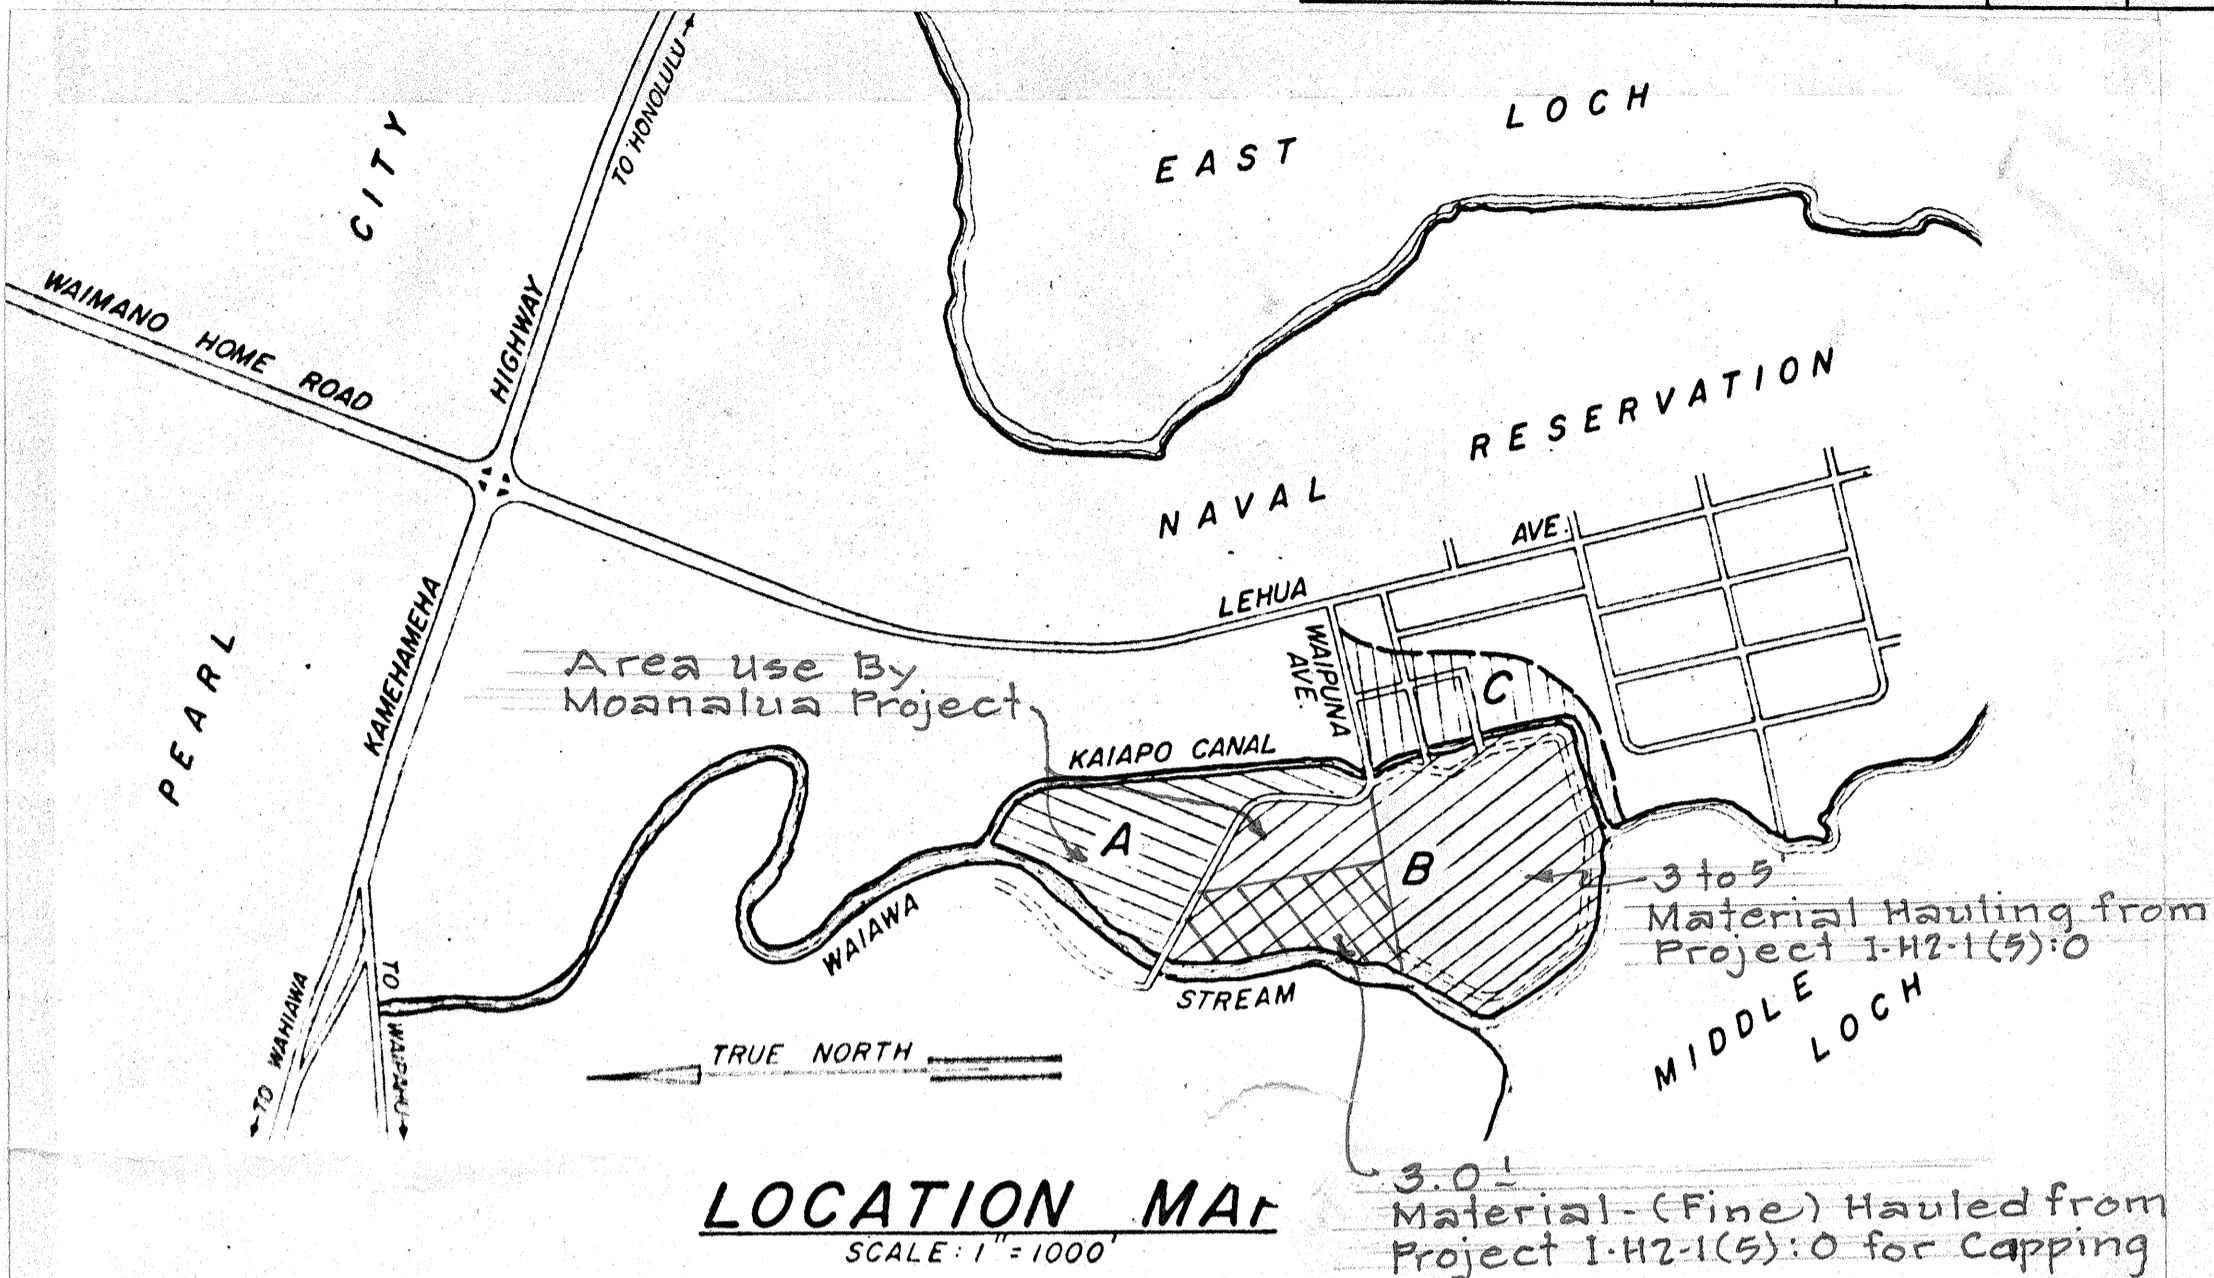 EAST LOCH
CITY
PEARL
TO HONOLULU
WAIMANO HOME ROAD
KAMEHAMEHA HIGHWAY
NAVAL RESERVATION
LEHUA AVE.
WAIPUNA AVE.
Area Use By
Moanalua Project
KAIAPO CANAL
A
B
C
WAIAWA STREAM
3 to 5'
Material Hauling from
Project I-H2-1(5):0
MIDDLE LOCH
TO WAHIAWA
TO WAIPAHU
TRUE NORTH
3.0'
Material-(Fine) Hauled from
Project I-H2-1(5):0 for Capping
LOCATION MAP
SCALE: 1"=1000'